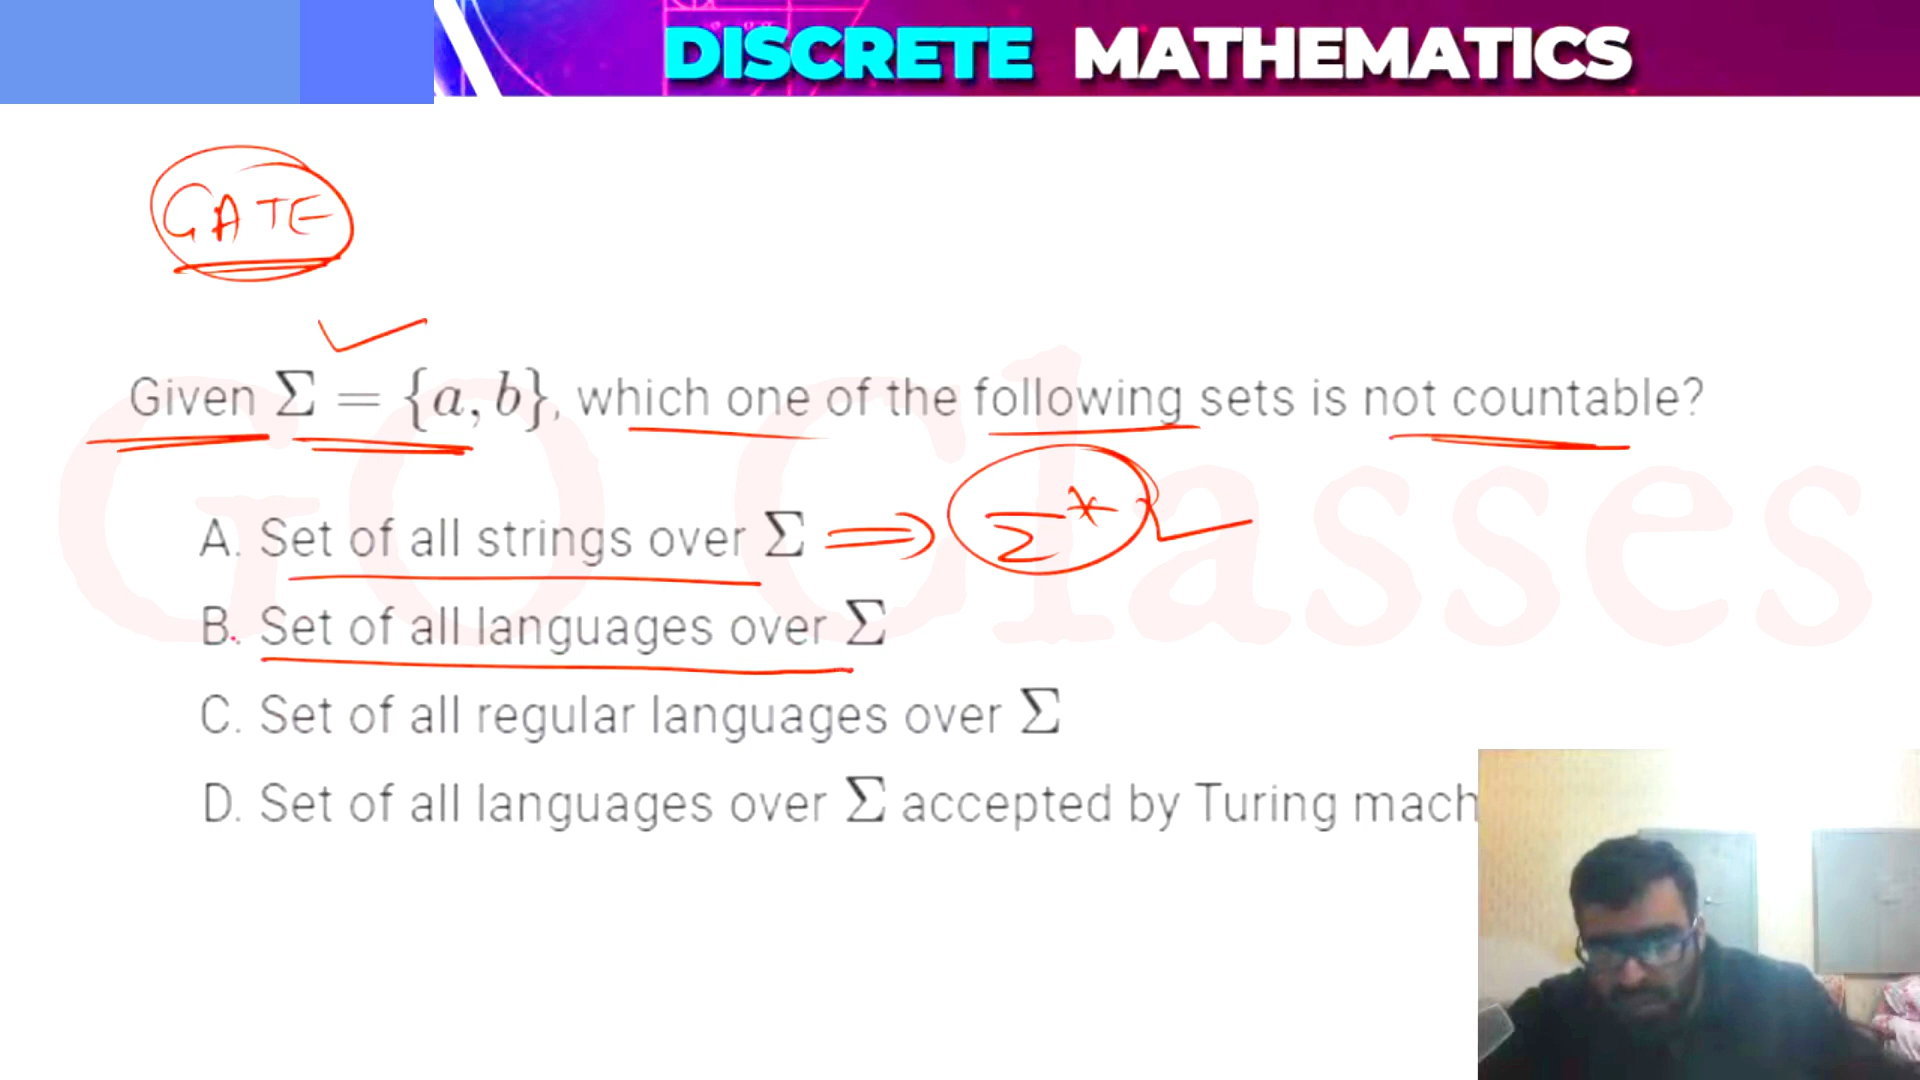 DISCRETE MATHEMATICS
GATE
Given Σ = {a, b}, which one of the following sets is not countable?
A. Set of all strings over Σ ⟹ Σ*
B. Set of all languages over Σ
C. Set of all regular languages over Σ
D. Set of all languages over Σ accepted by Turing mach
GO Classes